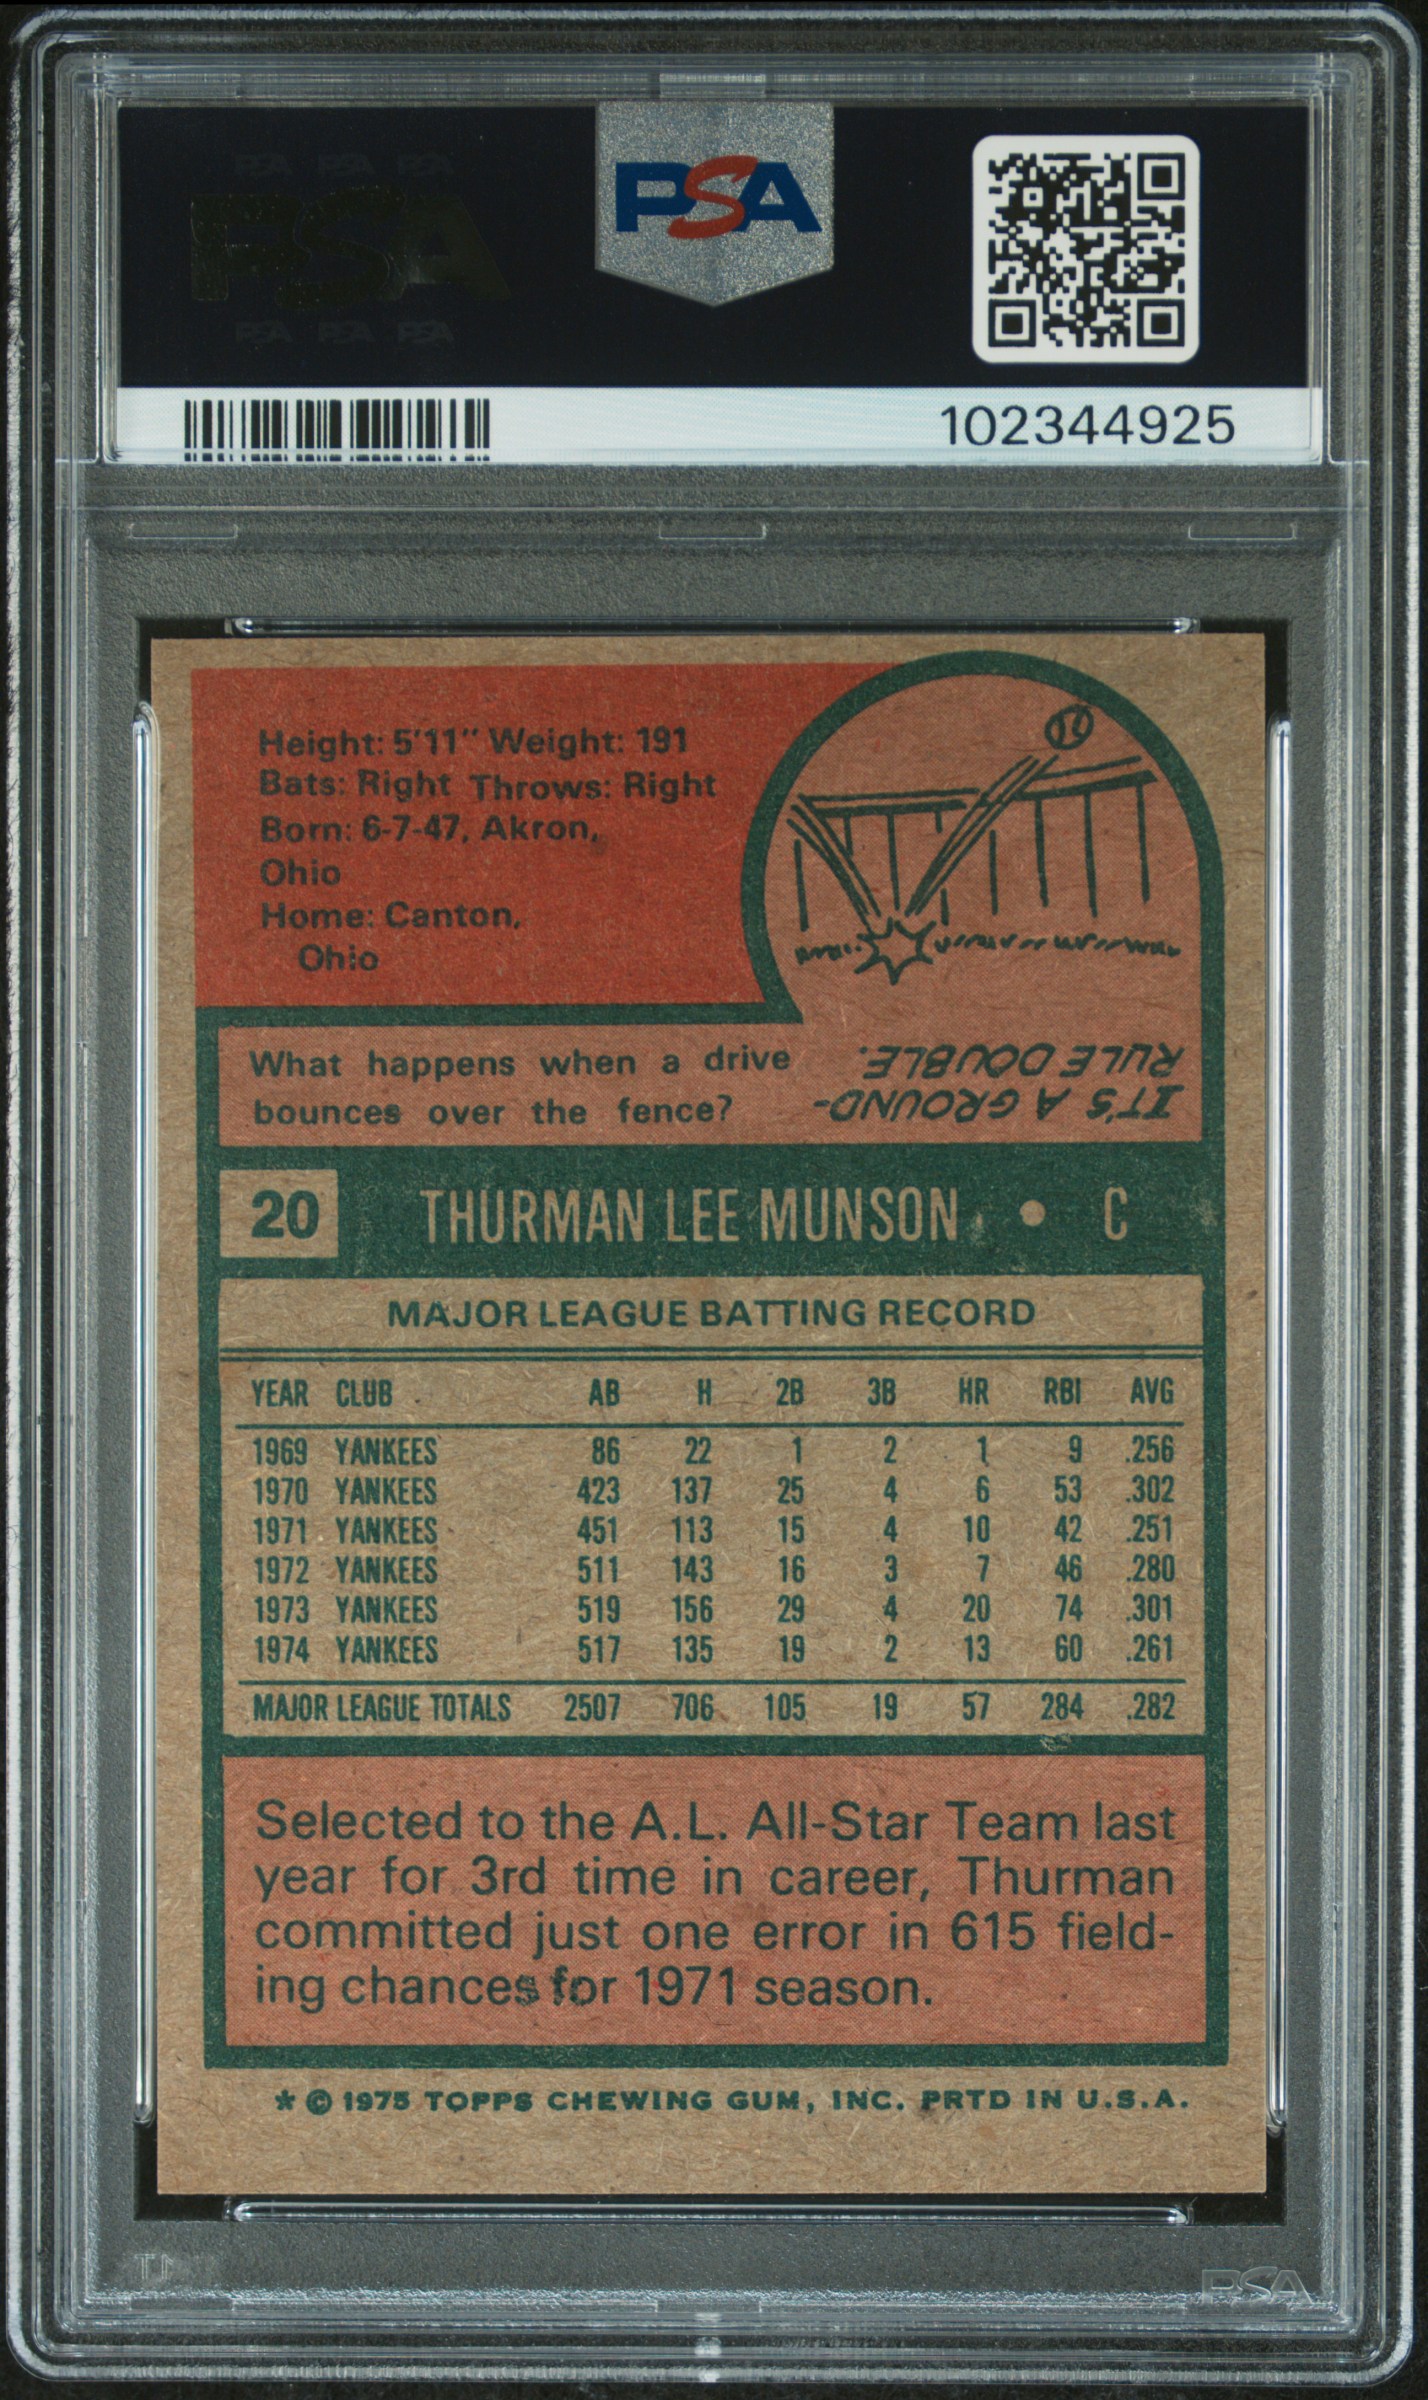 PSA PSA PSA
PSA
PSA PSA PSA
PSA
102344925
Height: 5'11" Weight: 191
Bats: Right Throws: Right
Born: 6-7-47, Akron,
Ohio
Home: Canton,
Ohio
What happens when a drive
bounces over the fence?
IT'S A GROUND-
RULE DOUBLE.
20 THURMAN LEE MUNSON • C
MAJOR LEAGUE BATTING RECORD
YEAR CLUB AB H 2B 3B HR RBI AVG
1969 YANKEES 86 22 1 2 1 9 .256
1970 YANKEES 423 137 25 4 6 53 .302
1971 YANKEES 451 113 15 4 10 42 .251
1972 YANKEES 511 143 16 3 7 46 .280
1973 YANKEES 519 156 29 4 20 74 .301
1974 YANKEES 517 135 19 2 13 60 .261
MAJOR LEAGUE TOTALS 2507 706 105 19 57 284 .282
Selected to the A.L. All-Star Team last
year for 3rd time in career, Thurman
committed just one error in 615 field-
ing chances for 1971 season.
* © 1975 TOPPS CHEWING GUM, INC. PRTD IN U.S.A.
PSA